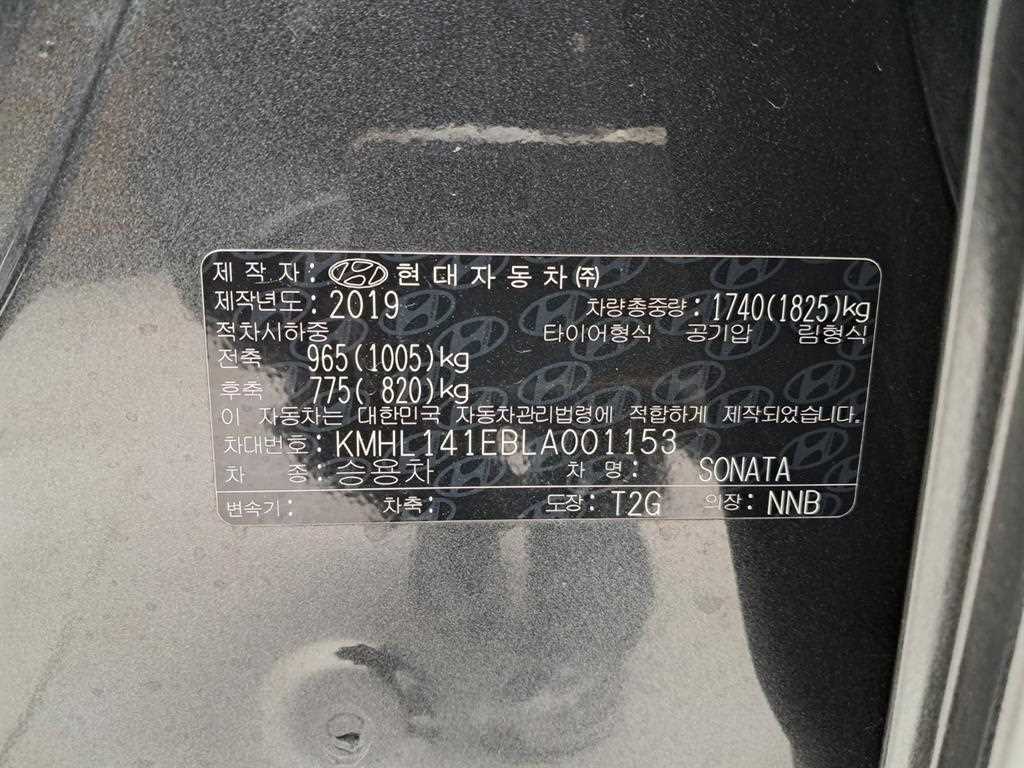 제 작 자 : 현대자동차㈜
제작년도 : 2019 차량총중량 : 1740(1825)kg
적차시하중 타이어형식 공기압 림형식
전축 965(1005)kg
후축 775( 820)kg
이 자동차는 대한민국 자동차관리법령에 적합하게 제작되었습니다.
차대번호 : KMHL141EBLA001153
차 종 : 승용차 차 명 : SONATA
변속기 : 차축 : 도장 : T2G 의장 : NNB